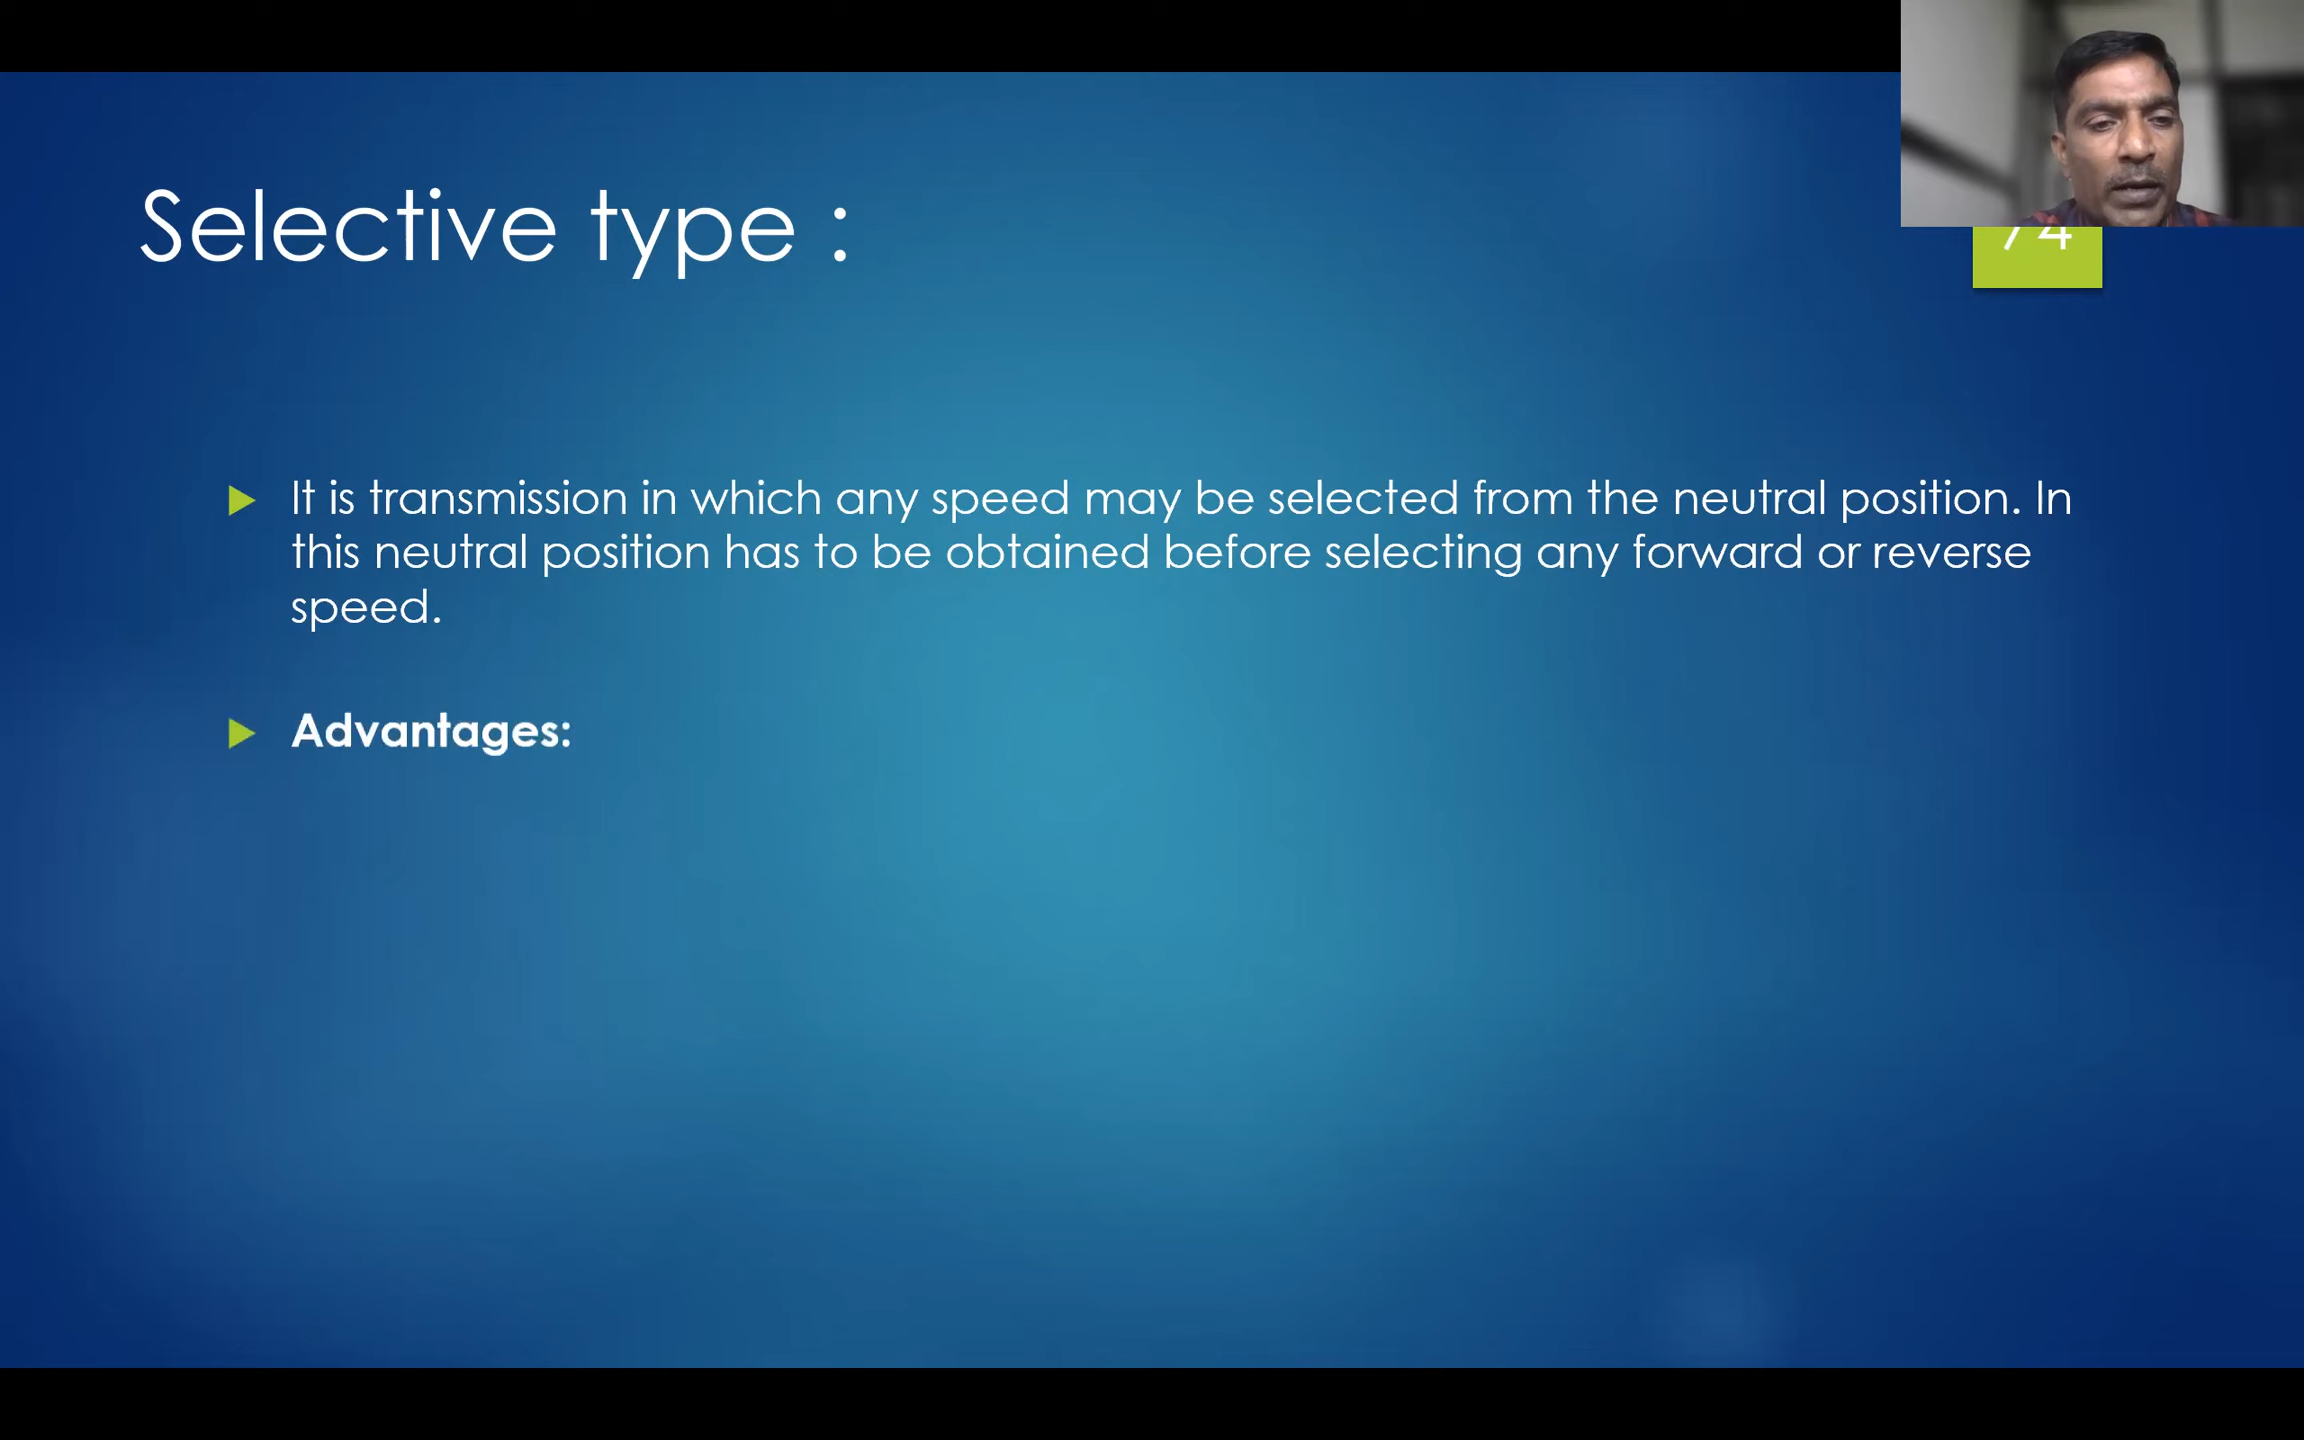 Selective type :
74
It is transmission in which any speed may be selected from the neutral position. In
this neutral position has to be obtained before selecting any forward or reverse
speed.
Advantages: